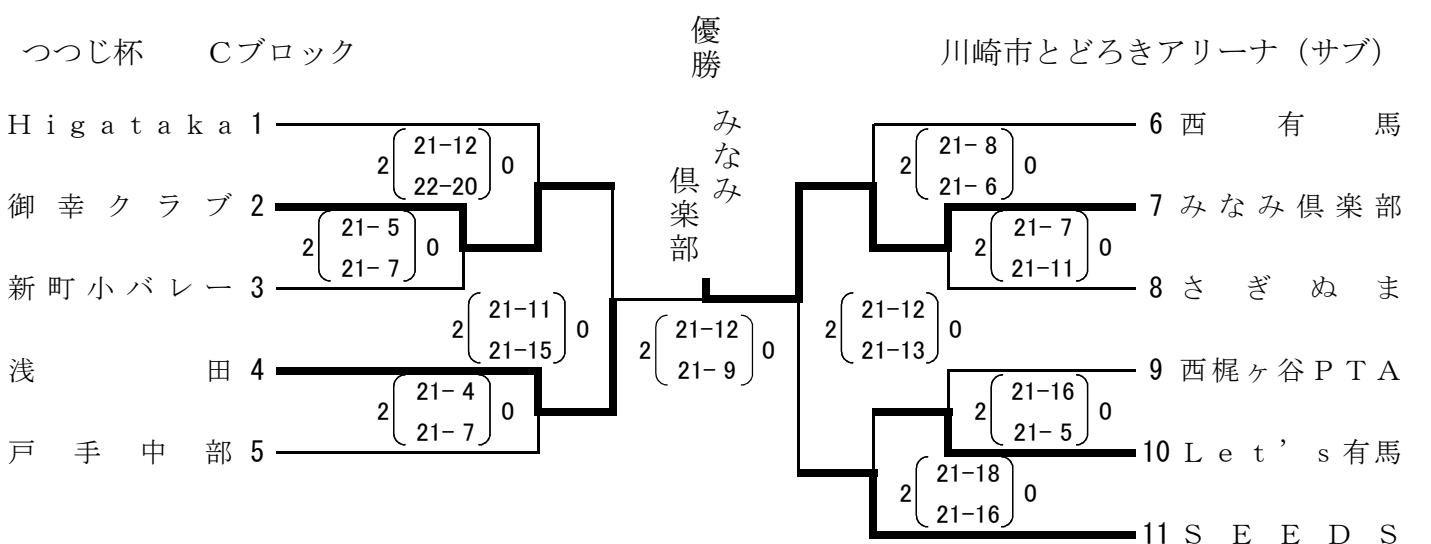 つつじ杯　　Cブロック
優勝
みなみ
倶楽部
川崎市とどろきアリーナ（サブ）
Ｈｉｇａｔａｋａ 1
2 21-12 0
22-20
御幸クラブ 2
2 21- 5 0
21- 7
新町小バレー 3
2 21-11 0
21-15
浅田 4
2 21- 4 0
21- 7
戸手中部 5
2 21-12 0
21- 9
6 西有馬
2 21- 8 0
21- 6
7 みなみ倶楽部
2 21- 7 0
21-11
8 さぎぬま
2 21-12 0
21-13
9 西梶ヶ谷ＰＴＡ
2 21-16 0
21- 5
10 Ｌｅｔ’ｓ有馬
2 21-18 0
21-16
11 ＳＥＥＤＳ